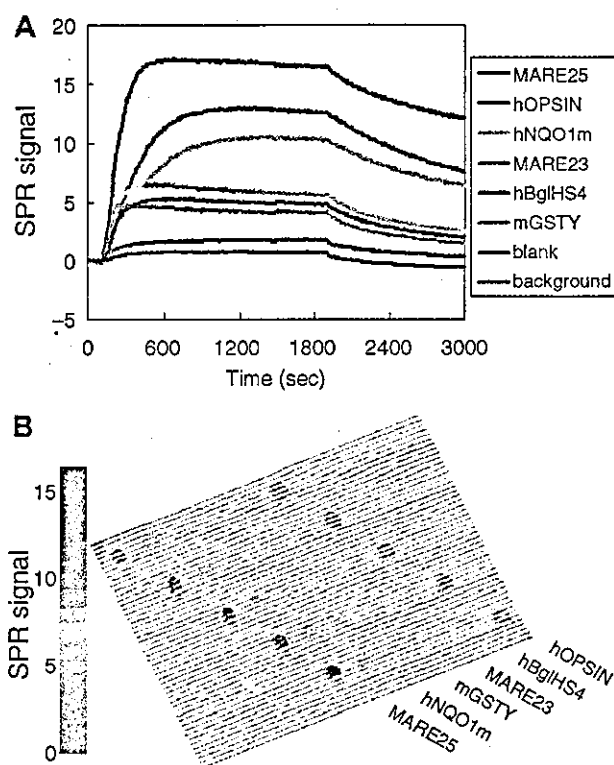 A
20
15
10
5
0
−5
SPR signal
0
600
1200
1800
2400
3000
Time (sec)
MARE25
hOPSIN
hNQO1m
MARE23
hBglHS4
mGSTY
blank
background
B
15
10
5
0
SPR signal
hOPSIN
hBglHS4
MARE23
mGSTY
hNQO1m
MARE25